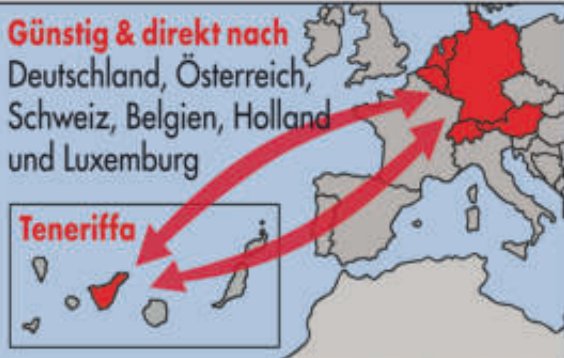 Günstig & direkt nach
Deutschland, Österreich,
Schweiz, Belgien, Holland
und Luxemburg
Teneriffa